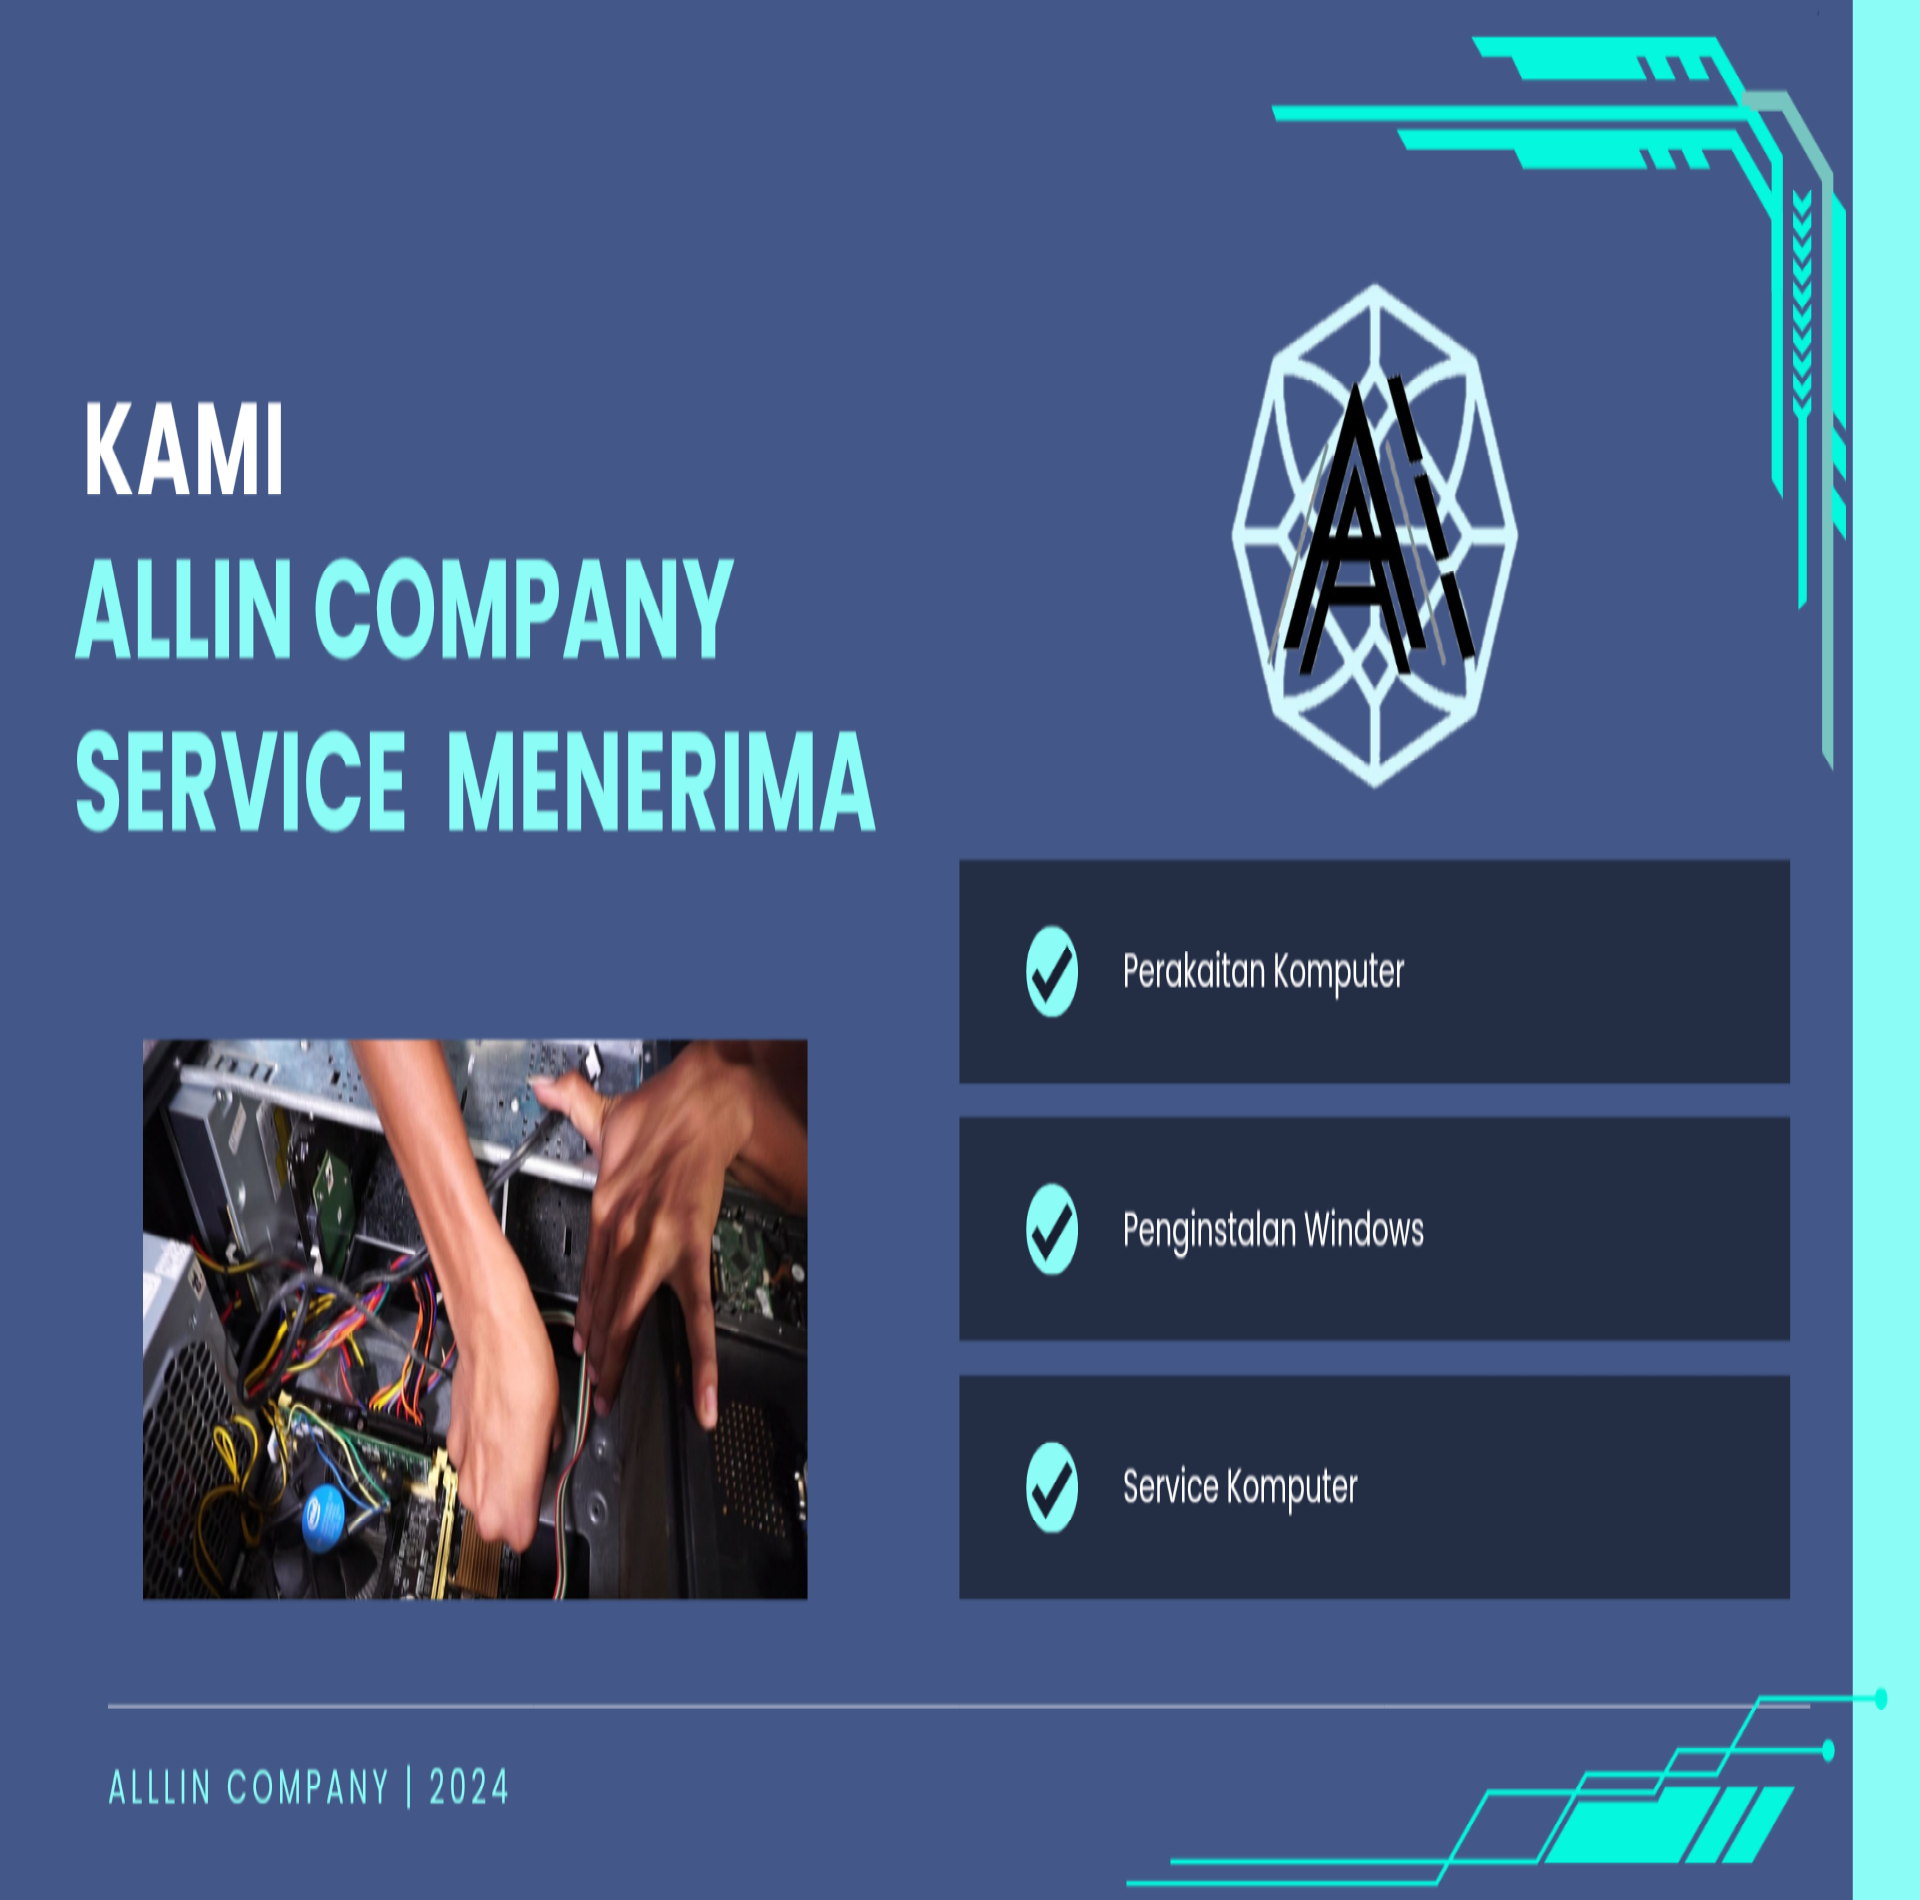 KAMI
ALLIN COMPANY
SERVICE MENERIMA
Perakaitan Komputer
Penginstalan Windows
Service Komputer
ALLLIN COMPANY | 2024